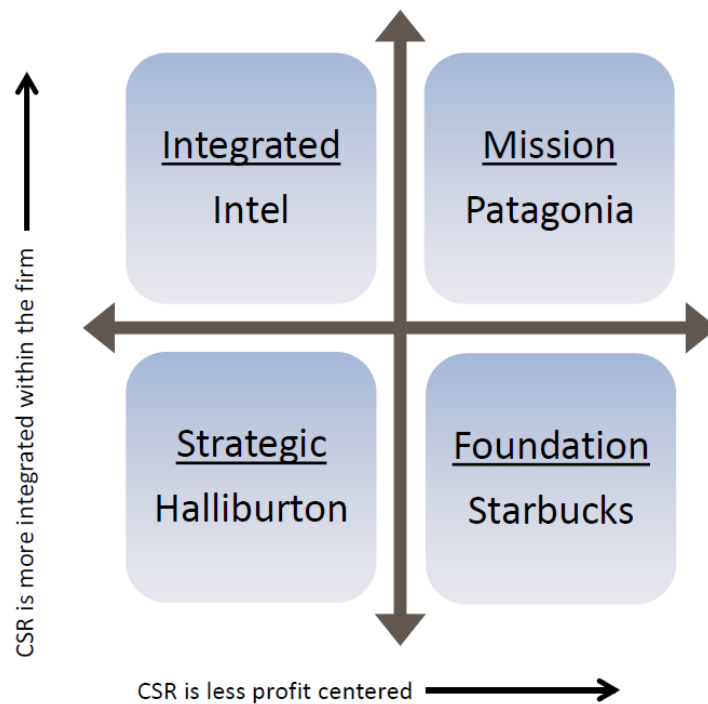 CSR is more integrated within the firm
Integrated
Intel
Mission
Patagonia
Strategic
Halliburton
Foundation
Starbucks
CSR is less profit centered